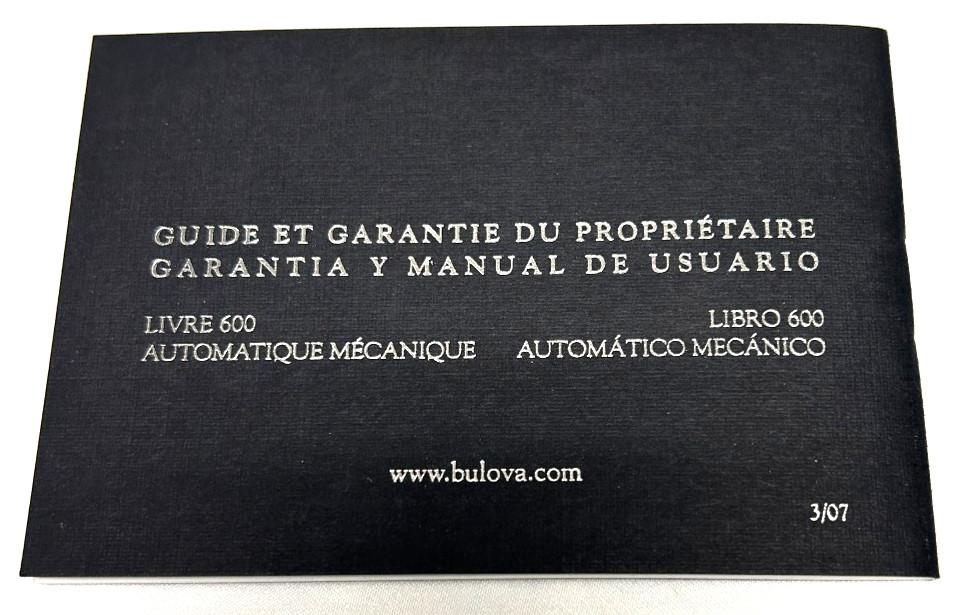 GUIDE ET GARANTIE DU PROPRIÉTAIRE
GARANTIA Y MANUAL DE USUARIO
LIVRE 600
AUTOMATIQUE MÉCANIQUE
LIBRO 600
AUTOMÁTICO MECÁNICO
www.bulova.com
3/07